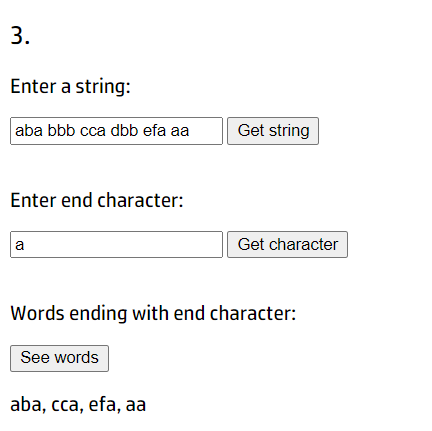 3.
Enter a string:
aba bbb cca dbb efa aa Get string
Enter end character:
a Get character
Words ending with end character:
See words
aba, cca, efa, aa